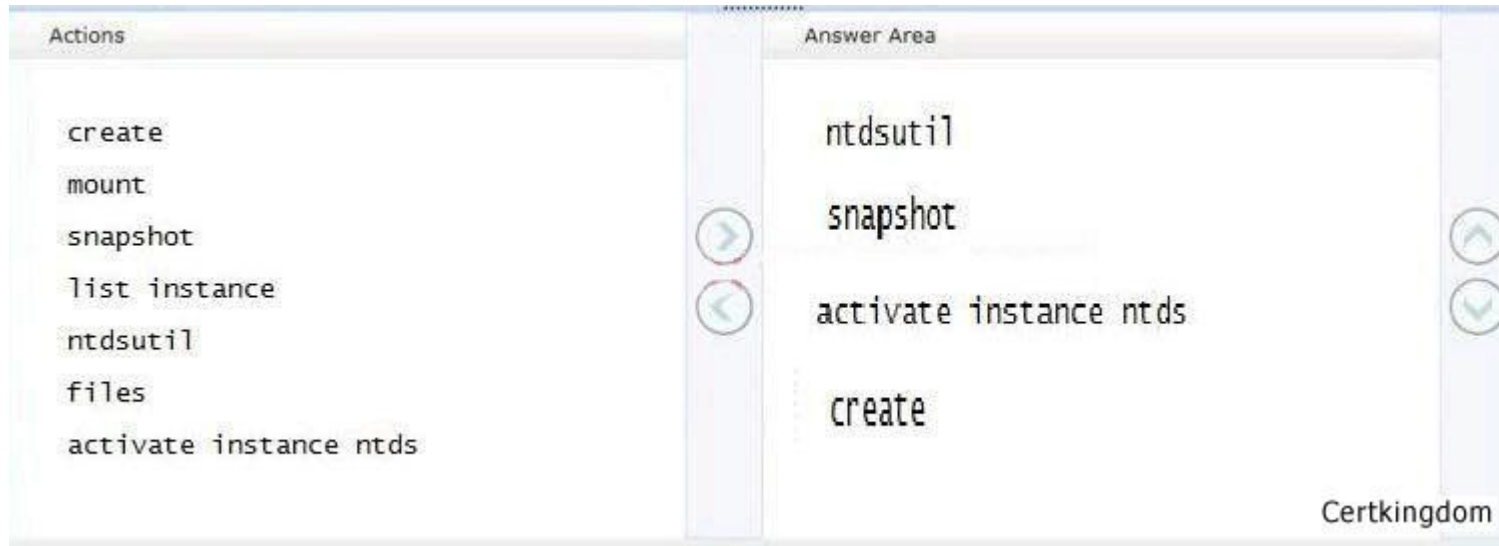 Actions
create
mount
snapshot
list instance
ntdsutil
files
activate instance ntds
Answer Area
ntdsutil
snapshot
activate instance ntds
create
Certkingdom